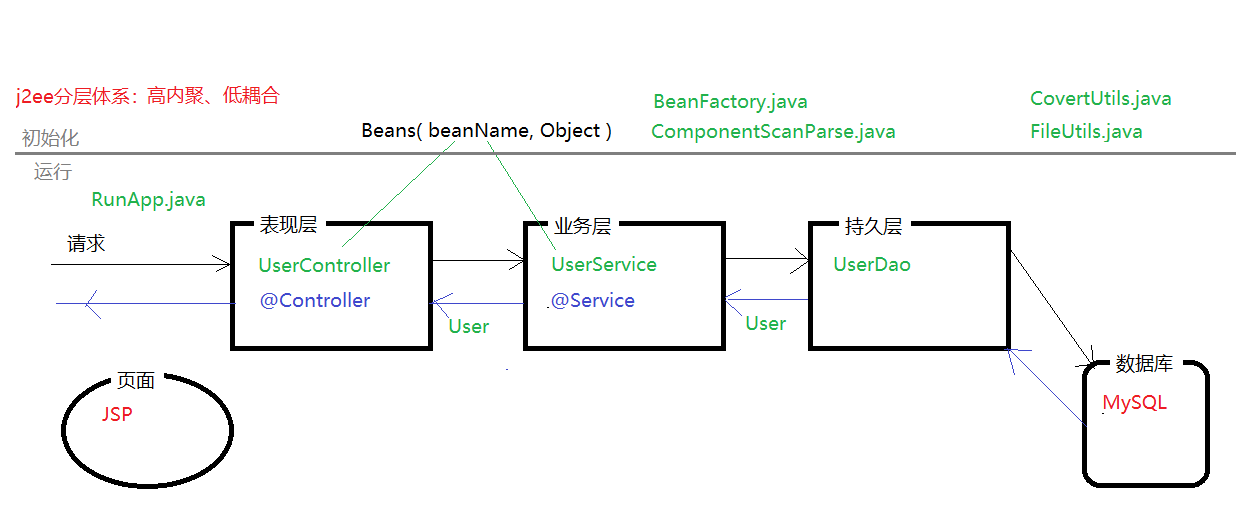 j2ee分层体系：高内聚、低耦合
BeanFactory.java
CovertUtils.java
初始化
Beans( beanName, Object )
ComponentScanParse.java
FileUtils.java
运行
RunApp.java
请求
表现层
UserController
@Controller
业务层
UserService
@Service
持久层
UserDao
User
User
页面
JSP
数据库
MySQL